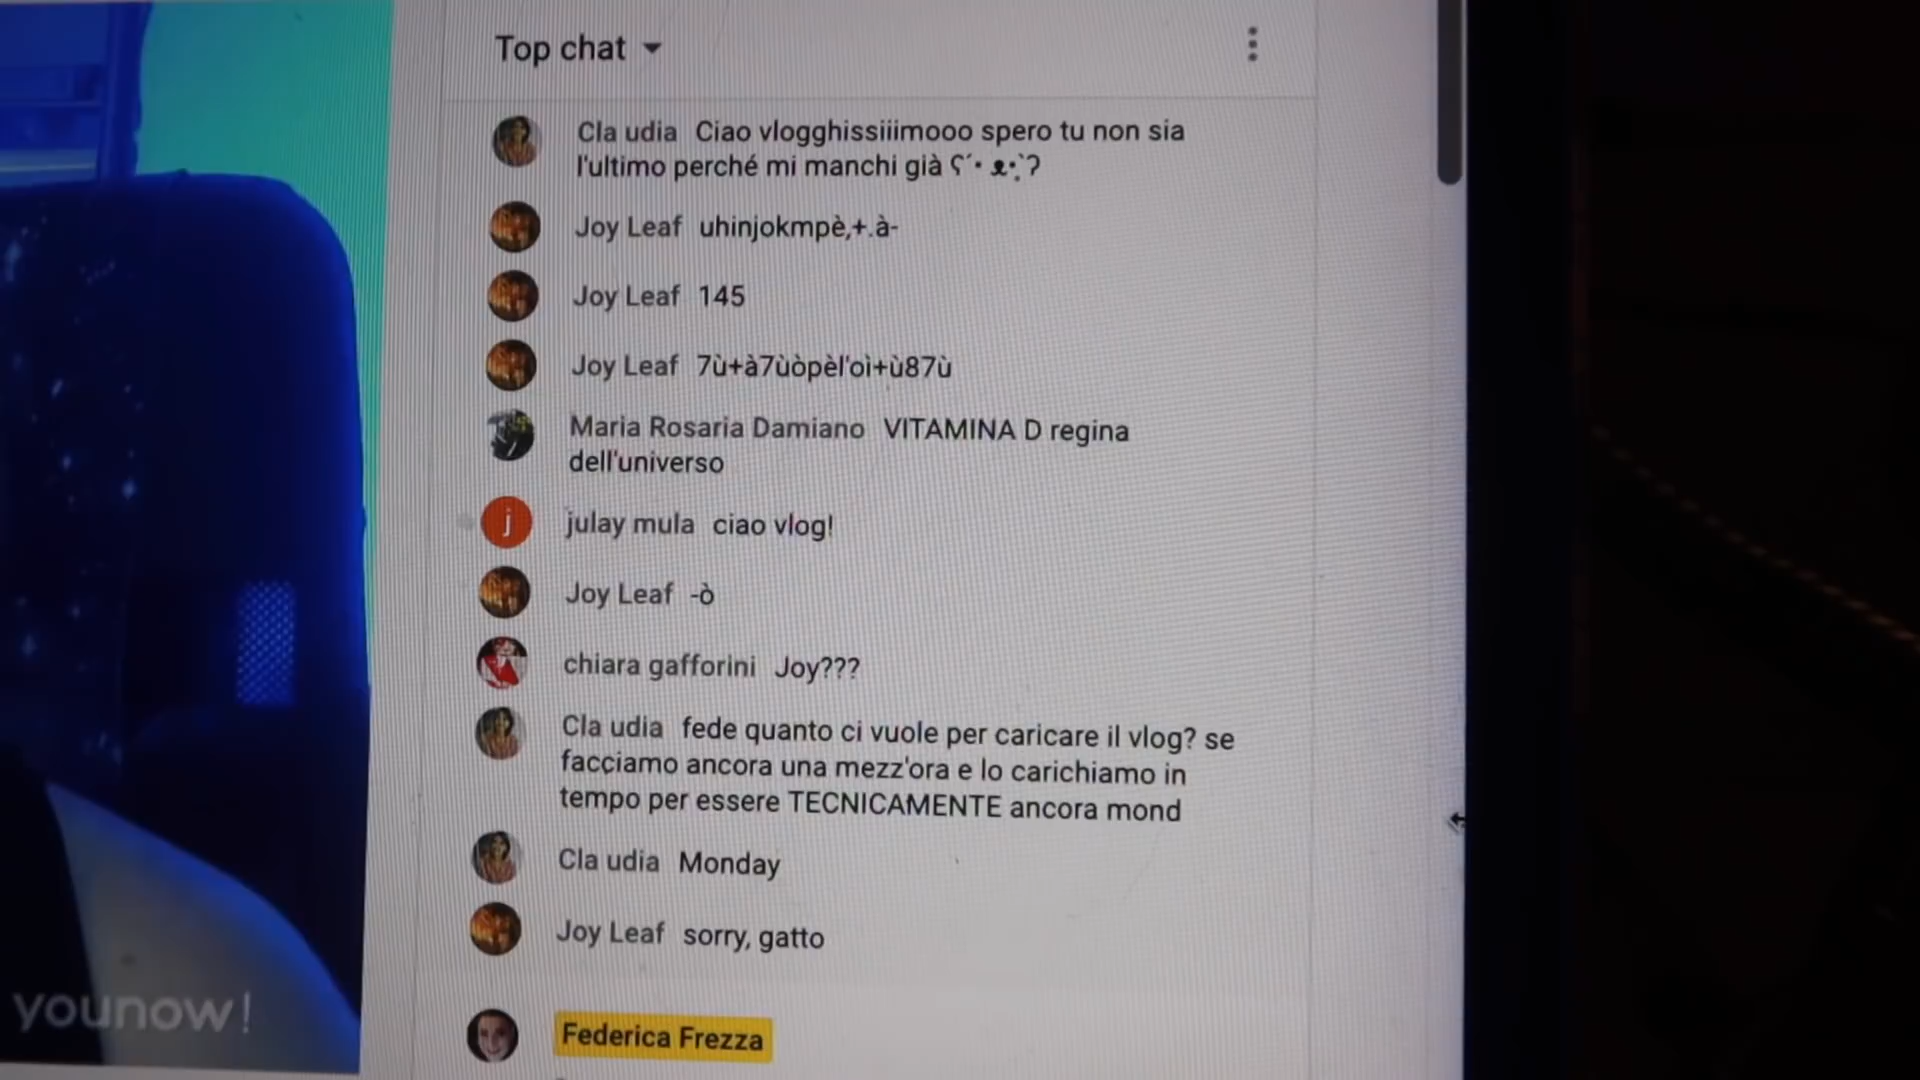 Top chat
Cla udia Ciao vlogghissiiimooo spero tu non sia
l'ultimo perché mi manchi già ʕ´• ᴥ•̥`ʔ
Joy Leaf uhinjokmpè,+.à-
Joy Leaf 145
Joy Leaf 7ù+à7ùòpèl'oì+ù87ù
Maria Rosaria Damiano VITAMINA D regina
dell'universo
j
julay mula ciao vlog!
Joy Leaf -ò
chiara gafforini Joy???
Cla udia fede quanto ci vuole per caricare il vlog? se
facciamo ancora una mezz'ora e lo carichiamo in
tempo per essere TECNICAMENTE ancora mond
Cla udia Monday
Joy Leaf sorry, gatto
younow!
Federica Frezza